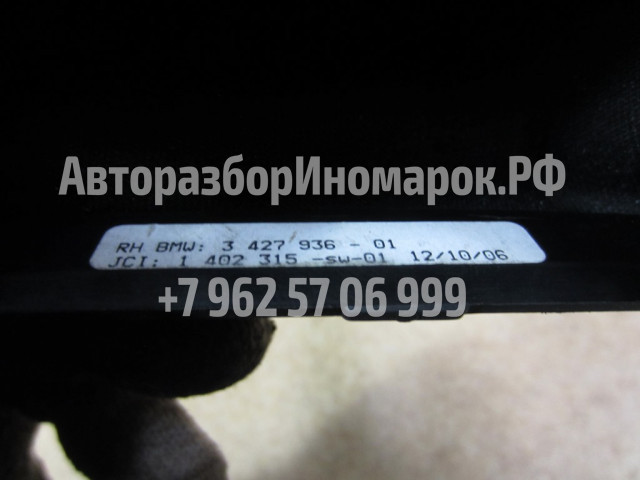 АвторазборИномарок.РФ
RH BMW: 3 427 936 - 01
JCI: 1 402 315 -sw-01 12/10/06
+7 962 57 06 999